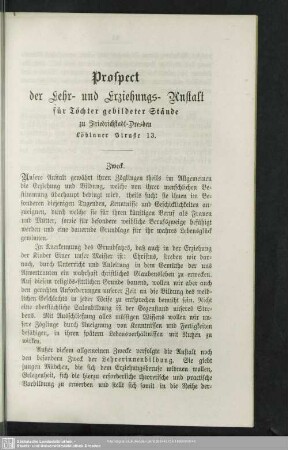 Prospect
der Lehr- und Erziehungs-Anstalt
für Töchter gebildeter Stände
zu Friedrichstadt-Dresden
Löbtauer Straße 13.
Zweck.
Unsere Anstalt gewährt ihren Zöglingen theils im Allgemeinen
die Erziehung und Bildung, welche von ihrer menschlichen Be-
stimmung überhaupt bedingt wird, theils sucht sie ihnen in Be-
sonderen diejenigen Tugenden, Kenntnisse und Geschicklichkeiten an-
zueignen, durch welche sie für ihren künftigen Beruf als Frauen
und Mütter, sowie für besondere weibliche Berufszweige befähigt
werden und eine dauernde Grundlage für ihr wahres Lebensglück
gewinnen.
In Anerkennung des Grundsatzes, daß auch in der Erziehung
der Kinder Einer unser Meister ist: Christus, streben wir dar-
nach, durch Unterricht und Anleitung in dem Gemüthe der uns
Anvertrauten ein wahrhaft christliches Glaubensleben zu erwecken.
Auf diesem religiös-sittlichen Grunde bauend, wollen wir aber auch
den gerechten Anforderungen unserer Zeit an die Bildung des weib-
lichen Geschlechts in jeder Weise zu entsprechen bemüht sein. Nicht
eine oberflächliche Salonbildung ist der Gegenstand unseres Stre-
bens. Mit Ausschließung alles unnützen Wissens wollen wir un-
sere Zöglinge durch Aneignung von Kenntnissen und Fertigkeiten
befähigen, in ihren spätern Lebensverhältnissen mit Nutzen zu
wirken.
Außer diesem allgemeinen Zwecke verfolgte die Anstalt noch
den besondern Zweck der Lehrerinnenbildung. Sie giebt
jungen Mädchen, die sich dem Erziehungsberufe widmen wollen,
Gelegenheit, sich die hierzu erforderliche theoretische und practische
Vorbildung zu erwerben und stellt sich somit in die Reihe der-